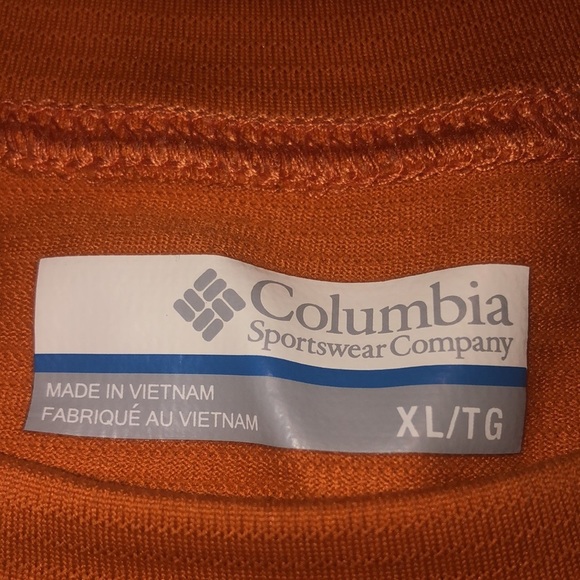 Columbia
Sportswear Company
MADE IN VIETNAM
FABRIQUÉ AU VIETNAM
XL/TG